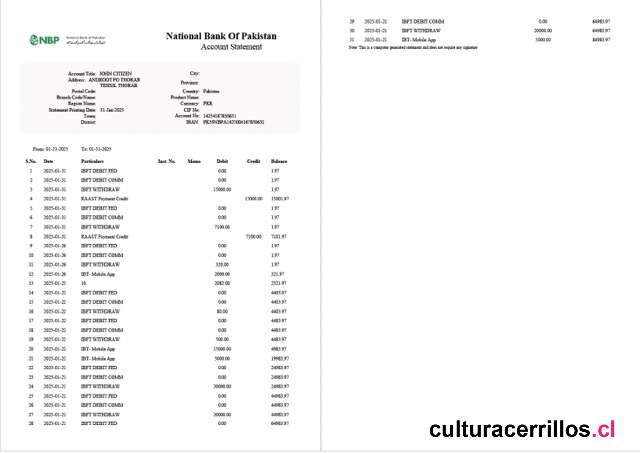 NBP National Bank of Pakistan
National Bank Of Pakistan
Account Statement
Account Title: JOHN CITIZEN City:
Address: ANDROOT PO THORAR Province:
TEHSIL THORAR
Postal Code: Country: Pakistan
Branch Code/Name: Product Name:
Region Name: Currency: PKR
Statement Printing Date: 31-Jan-2025 CIF No:
Town: Account No:
District: IBAN:
From: 01-21-2025 To: 01-31-2025
S.No. Date Particulars Inst. No. Memo Debit Credit Balance
1 2025-01-31 IBFT DEBIT FED 0.00 1.97
2 2025-01-31 IBFT DEBIT COMM 0.00 1.97
3 2025-01-31 IBFT WITHDRAW 15000.00 1.97
4 2025-01-31 RAAST Payment Credit 15000.00 15001.97
5 2025-01-31 IBFT DEBIT FED 0.00 1.97
6 2025-01-31 IBFT DEBIT COMM 0.00 1.97
7 2025-01-31 IBFT WITHDRAW 7100.00 1.97
8 2025-01-31 RAAST Payment Credit 7100.00 7101.97
9 2025-01-26 IBFT DEBIT FED 0.00 1.97
10 2025-01-26 IBFT DEBIT COMM 0.00 1.97
11 2025-01-26 IBFT WITHDRAW 320.00 1.97
12 2025-01-26 IBT- Mobile App 2000.00 321.97
13 2025-01-23 2082.00 2321.97
14 2025-01-22 IBFT DEBIT FED 0.00 4403.97
15 2025-01-22 IBFT DEBIT COMM 0.00 4403.97
16 2025-01-22 IBFT WITHDRAW 80.00 4403.97
17 2025-01-22 IBFT DEBIT FED 0.00 4483.97
18 2025-01-22 IBFT DEBIT COMM 0.00 4483.97
19 2025-01-22 IBFT WITHDRAW 500.00 4483.97
20 2025-01-22 IBT- Mobile App 15000.00 4983.97
21 2025-01-22 IBT- Mobile App 5000.00 19983.97
22 2025-01-22 IBFT DEBIT FED 0.00 24983.97
23 2025-01-21 IBFT DEBIT COMM 0.00 24983.97
24 2025-01-21 IBFT WITHDRAW 20000.00 24983.97
25 2025-01-21 IBFT DEBIT FED 0.00 44983.97
26 2025-01-21 IBFT DEBIT COMM 0.00 44983.97
27 2025-01-21 IBFT WITHDRAW 20000.00 44983.97
28 2025-01-21 IBFT DEBIT FED 0.00 64983.97
29 2025-01-21 IBFT DEBIT COMM 0.00 64983.97
30 2025-01-21 IBFT WITHDRAW 20000.00 64983.97
31 2025-01-21 IBT- Mobile App 5000.00 84983.97
Note: This is a computer generated statement and does not require any signature
culturacerrillos.cl